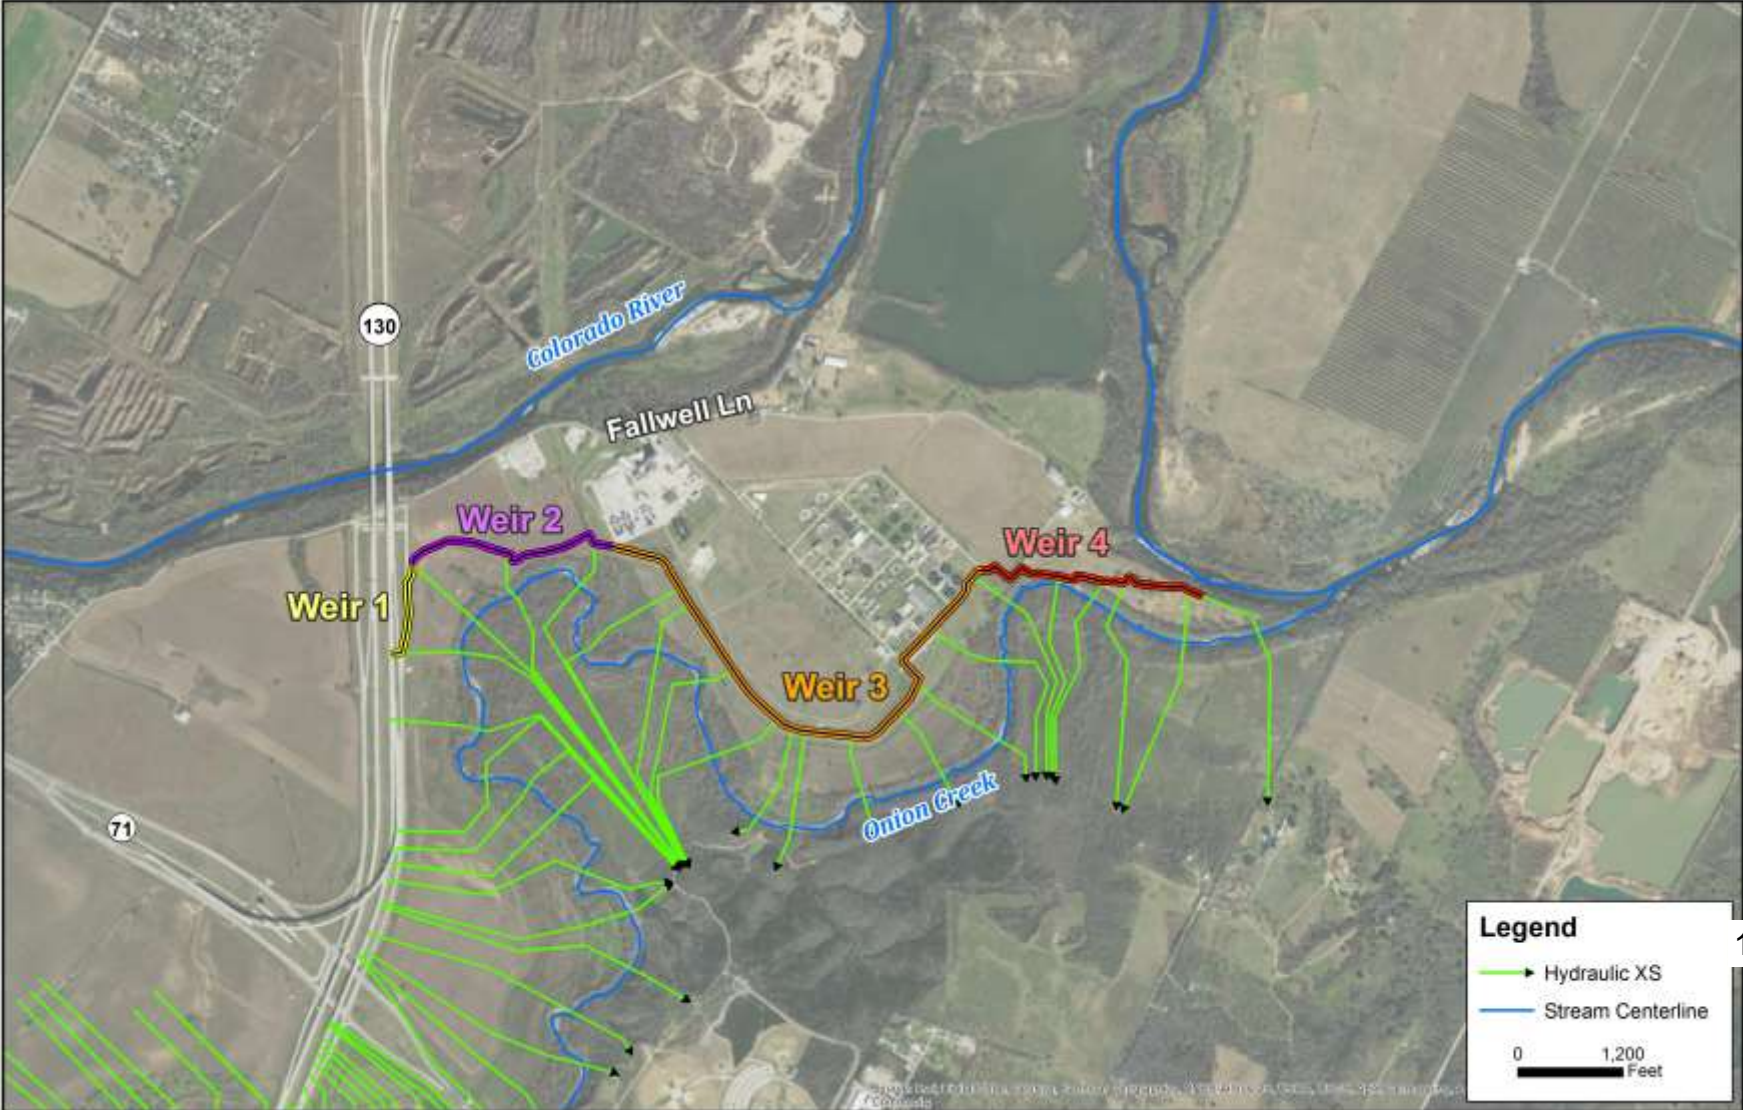 130
Colorado River
Fallwell Ln
Weir 2
Weir 4
Weir 1
Weir 3
Onion Creek
71
Legend
Hydraulic XS
Stream Centerline
0 1,200
Feet